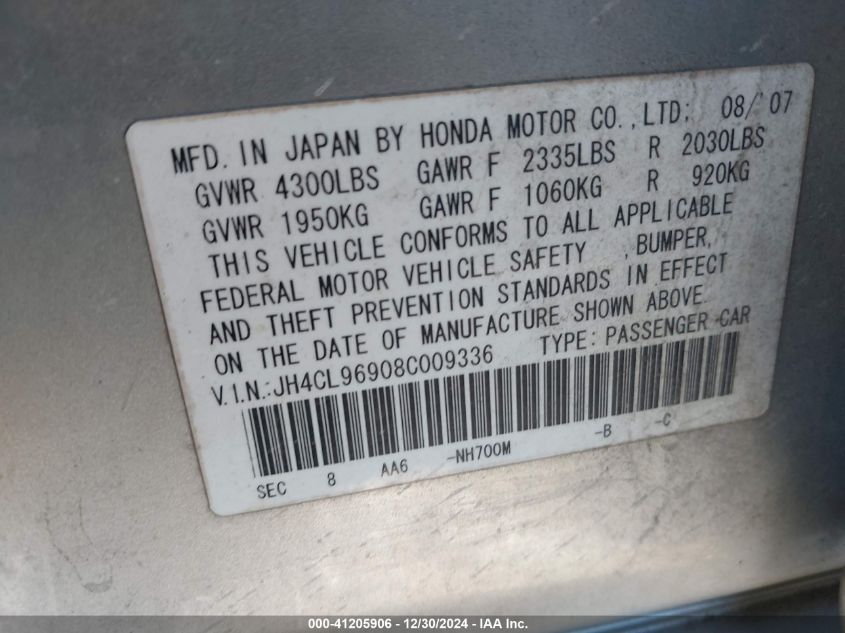 MFD. IN JAPAN BY HONDA MOTOR CO.,LTD; 08/'07
GVWR 4300LBS GAWR F 2335LBS R 2030LBS
GVWR 1950KG GAWR F 1060KG R 920KG
THIS VEHICLE CONFORMS TO ALL APPLICABLE
FEDERAL MOTOR VEHICLE SAFETY ,BUMPER,
AND THEFT PREVENTION STANDARDS IN EFFECT
ON THE DATE OF MANUFACTURE SHOWN ABOVE
V.I.N.:JH4CL96908C009336 TYPE: PASSENGER CAR
SEC 8 AA6 -NH700M -B -C
000-41205906 - 12/30/2024 - IAA Inc.